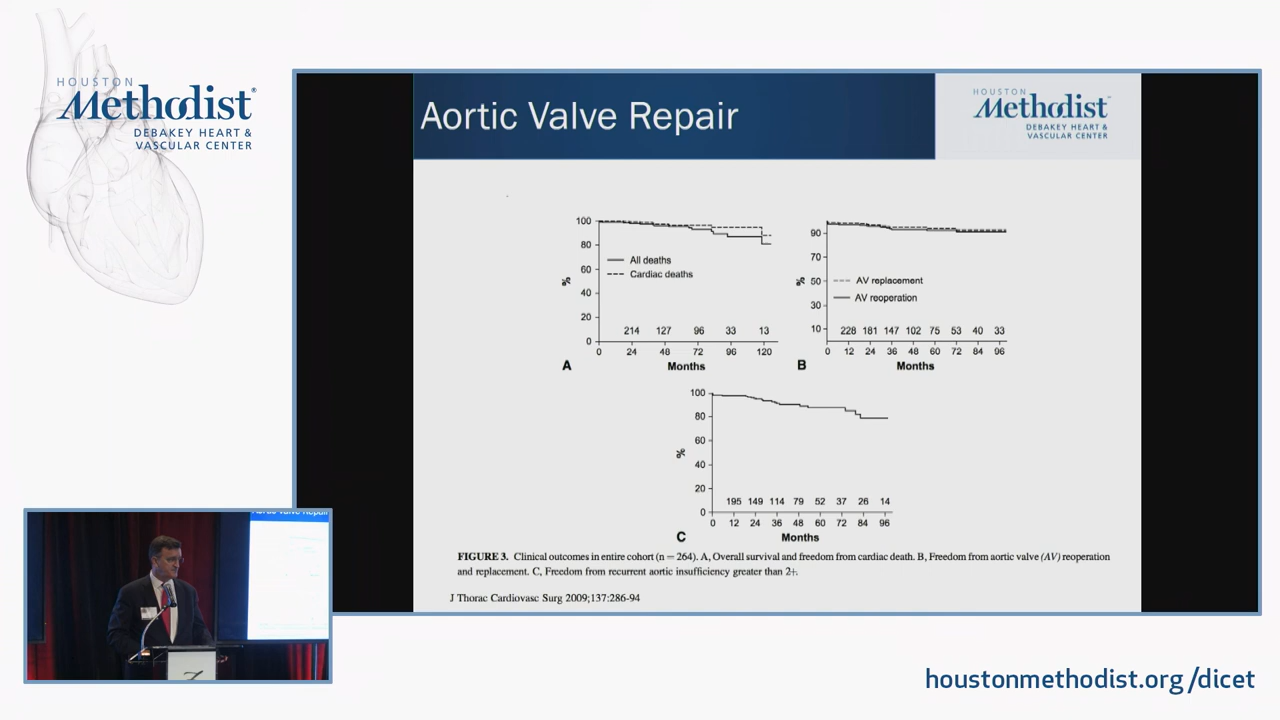 HOUSTON
Methodist®
DEBAKEY HEART &
VASCULAR CENTER
Aortic Valve Repair
HOUSTON
Methodist
DEBAKEY HEART &
VASCULAR CENTER
100
80
60
40
20
0
%
All deaths
Cardiac deaths
214 127 96 33 13
0 24 48 72 96 120
A
Months
90
70
50
30
10
%
AV replacement
AV reoperation
228 181 147 102 75 53 40 33
0 12 24 36 48 60 72 84 96
B
Months
100
80
60
40
20
0
%
195 149 114 79 52 37 26 14
0 12 24 36 48 60 72 84 96
C
Months
FIGURE 3. Clinical outcomes in entire cohort (n = 264). A, Overall survival and freedom from cardiac death. B, Freedom from aortic valve (AV) reoperation
and replacement. C, Freedom from recurrent aortic insufficiency greater than 2+.
J Thorac Cardiovasc Surg 2009;137:286-94
Aortic Valve Repair
houstonmethodist.org/dicet